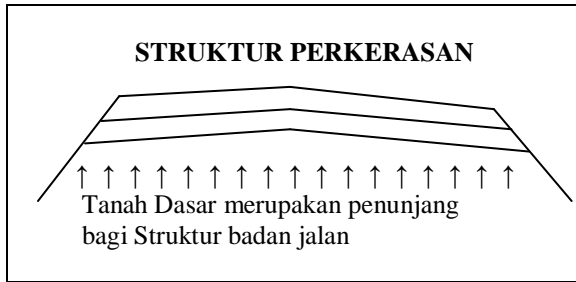 STRUKTUR PERKERASAN
↑ ↑ ↑ ↑ ↑ ↑ ↑ ↑ ↑ ↑ ↑ ↑ ↑ ↑ ↑ ↑ ↑
Tanah Dasar merupakan penunjang
bagi Struktur badan jalan